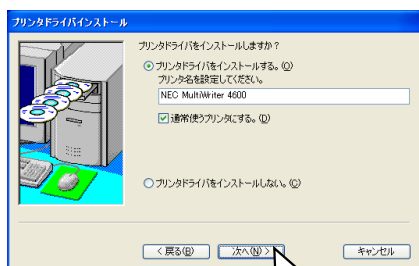 プリンタドライバインストール
プリンタドライバをインストールしますか？
プリンタドライバをインストールする。(O)
プリンタ名を設定してください。
NEC MultiWriter 4600
通常使うプリンタにする。(D)
プリンタドライバをインストールしない。(C)
< 戻る(B)
次へ(N) >
キャンセル